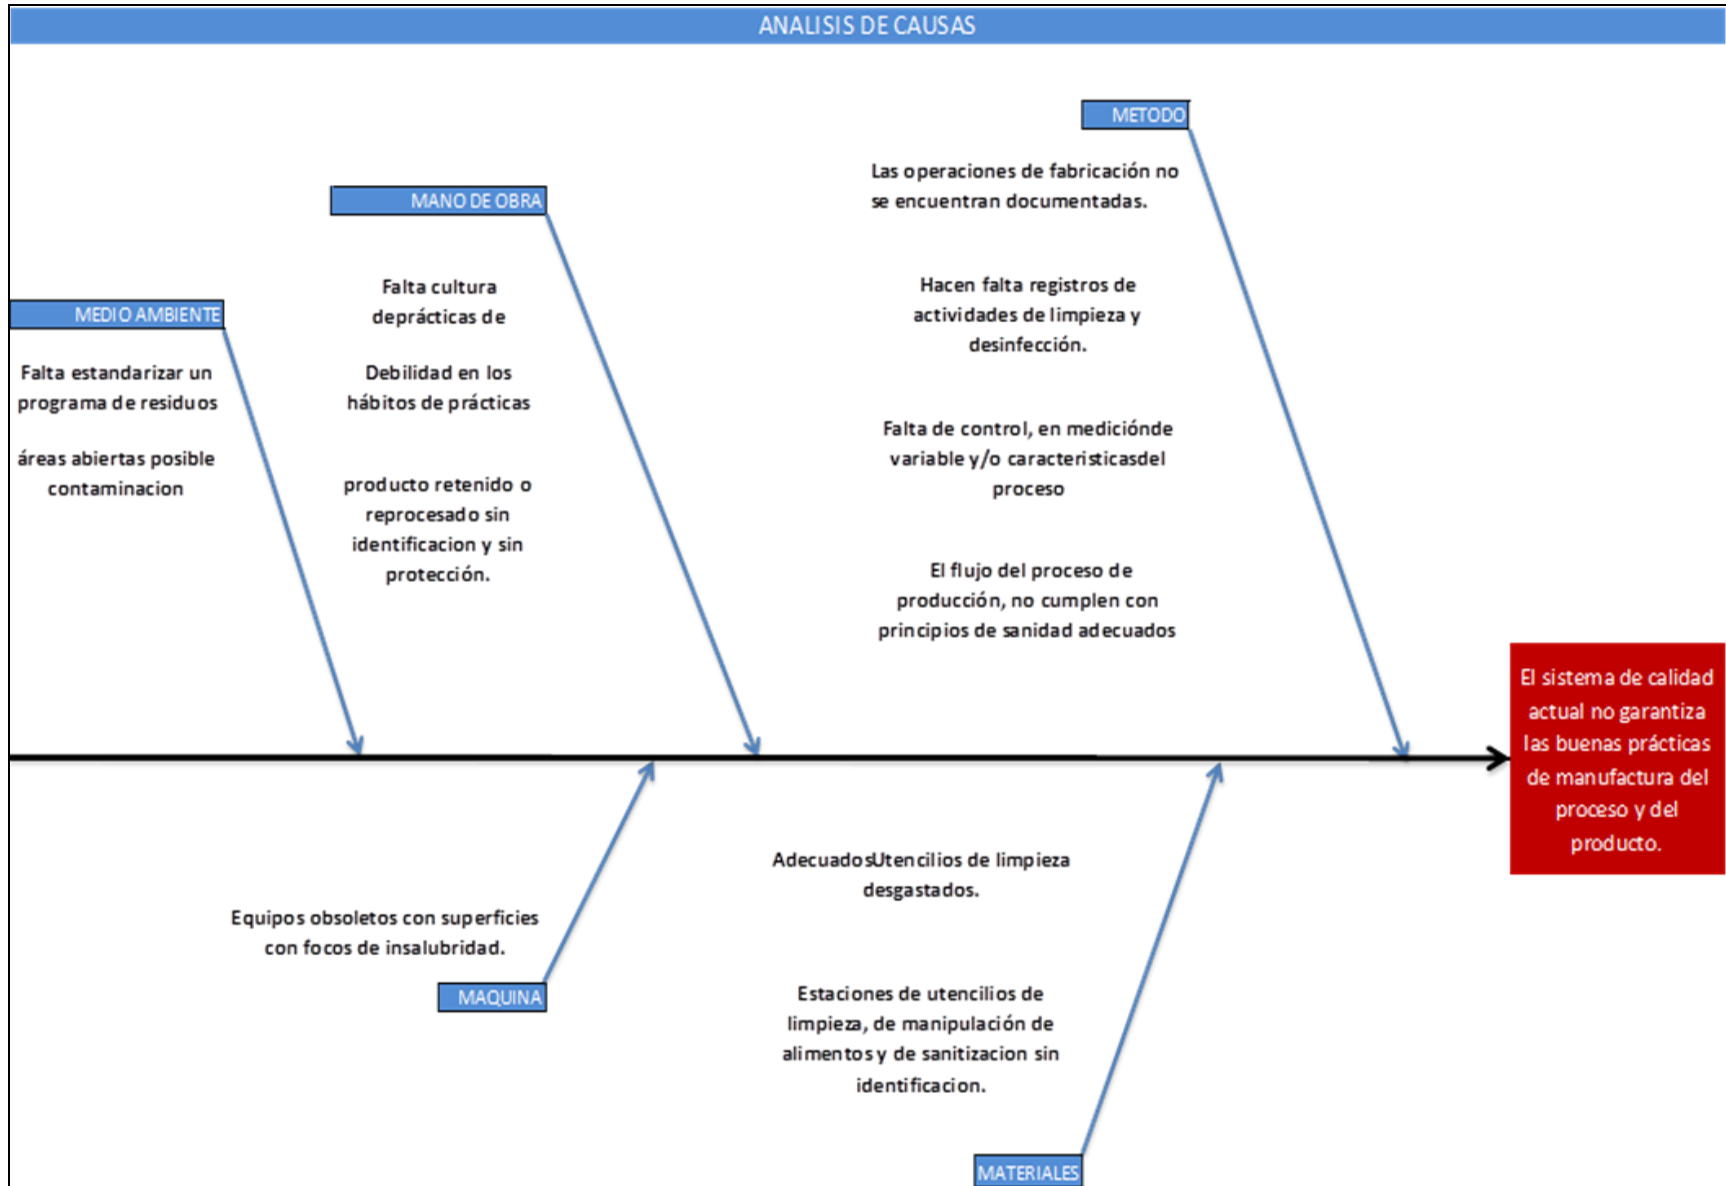 ANALISIS DE CAUSAS
METODO
Las operaciones de fabricación no
se encuentran documentadas.
Hacen falta registros de
actividades de limpieza y
desinfección.
Falta de control, en mediciónde
variable y/o caracteristicasdel
proceso
El flujo del proceso de
producción, no cumplen con
principios de sanidad adecuados
MANO DE OBRA
Falta cultura
deprácticas de
Debilidad en los
hábitos de prácticas
producto retenido o
reprocesado sin
identificacion y sin
protección.
MEDIO AMBIENTE
Falta estandarizar un
programa de residuos
áreas abiertas posible
contaminacion
El sistema de calidad
actual no garantiza
las buenas prácticas
de manufactura del
proceso y del
producto.
Equipos obsoletos con superficies
con focos de insalubridad.
MAQUINA
AdecuadosUtencilios de limpieza
desgastados.
Estaciones de utencilios de
limpieza, de manipulación de
alimentos y de sanitizacion sin
identificacion.
MATERIALES